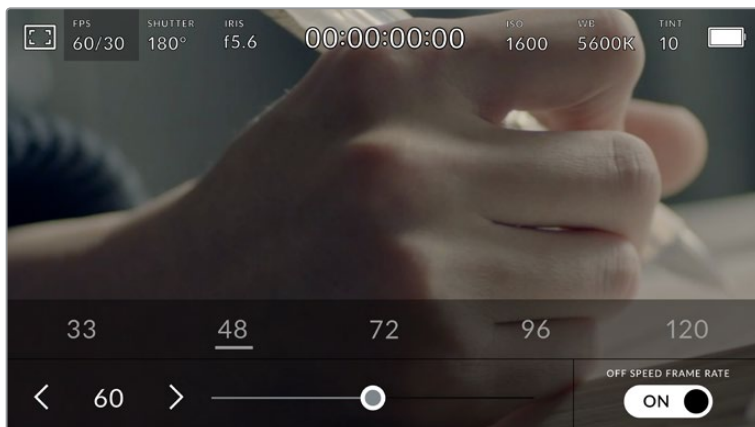 FPS SHUTTER IRIS ISO WB TINT
60/30 180° f5.6 00:00:00:00 1600 5600K 10
33 48 72 96 120
OFF SPEED FRAME RATE
60 ON